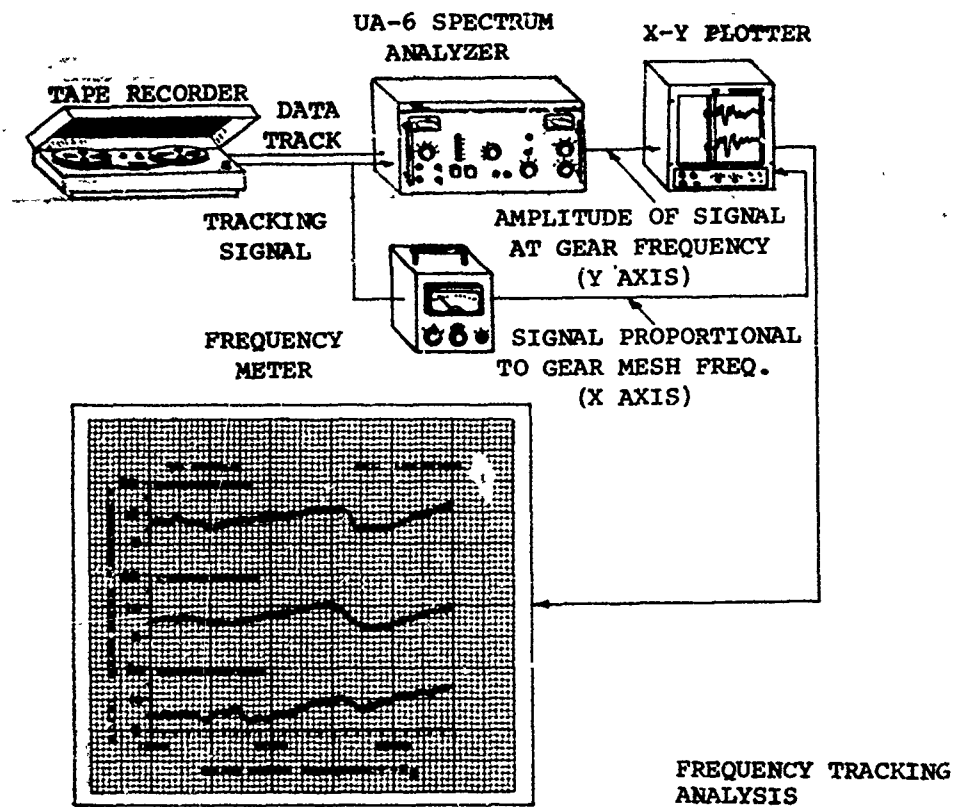 UA-6 SPECTRUM
ANALYZER
X-Y PLOTTER
TAPE RECORDER
DATA
TRACK
TRACKING
SIGNAL
AMPLITUDE OF SIGNAL
AT GEAR FREQUENCY
(Y AXIS)
FREQUENCY
METER
SIGNAL PROPORTIONAL
TO GEAR MESH FREQ.
(X AXIS)
FREQUENCY TRACKING
ANALYSIS